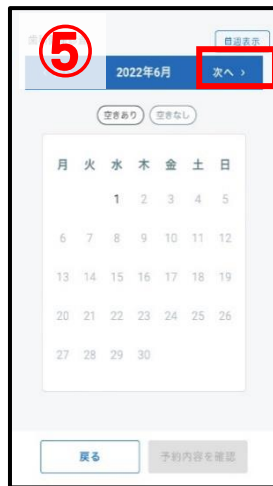 ⑤
日週表示
2022年6月 次へ >
空きあり 空きなし
月 火 水 木 金 土 日
1 2 3 4 5
6 7 8 9 10 11 12
13 14 15 16 17 18 19
20 21 22 23 24 25 26
27 28 29 30
戻る 予約内容を確認